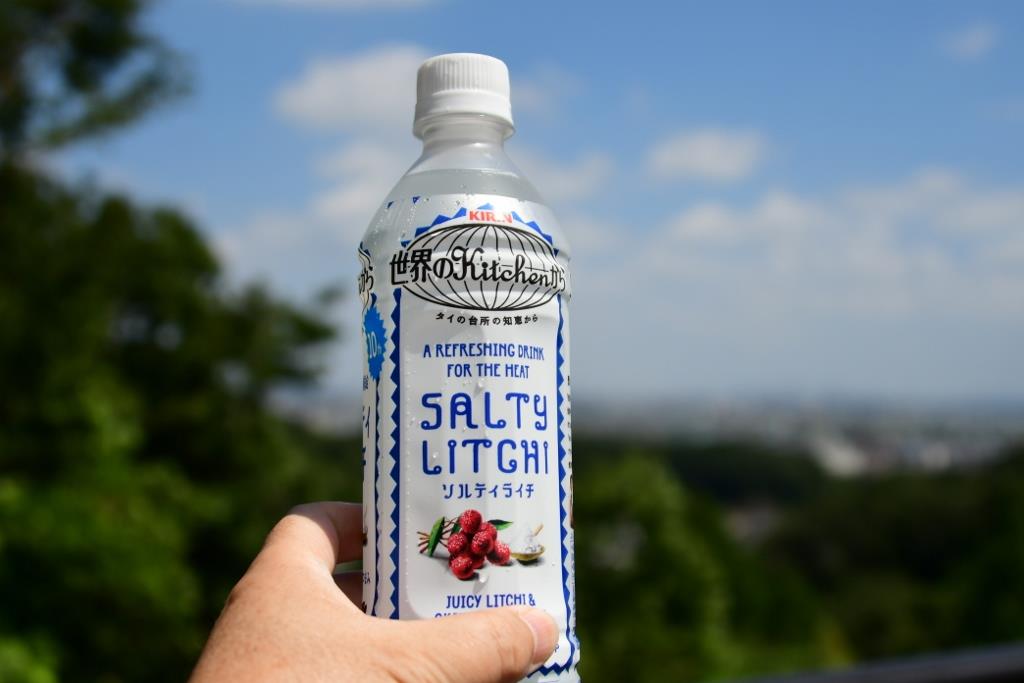 KIRIN
世界のKitchenから
タイの台所の知恵から
A REFRESHING DRINK
FOR THE HEAT
SALTY
LITCHI
ソルティライチ
JUICY LITCHI &